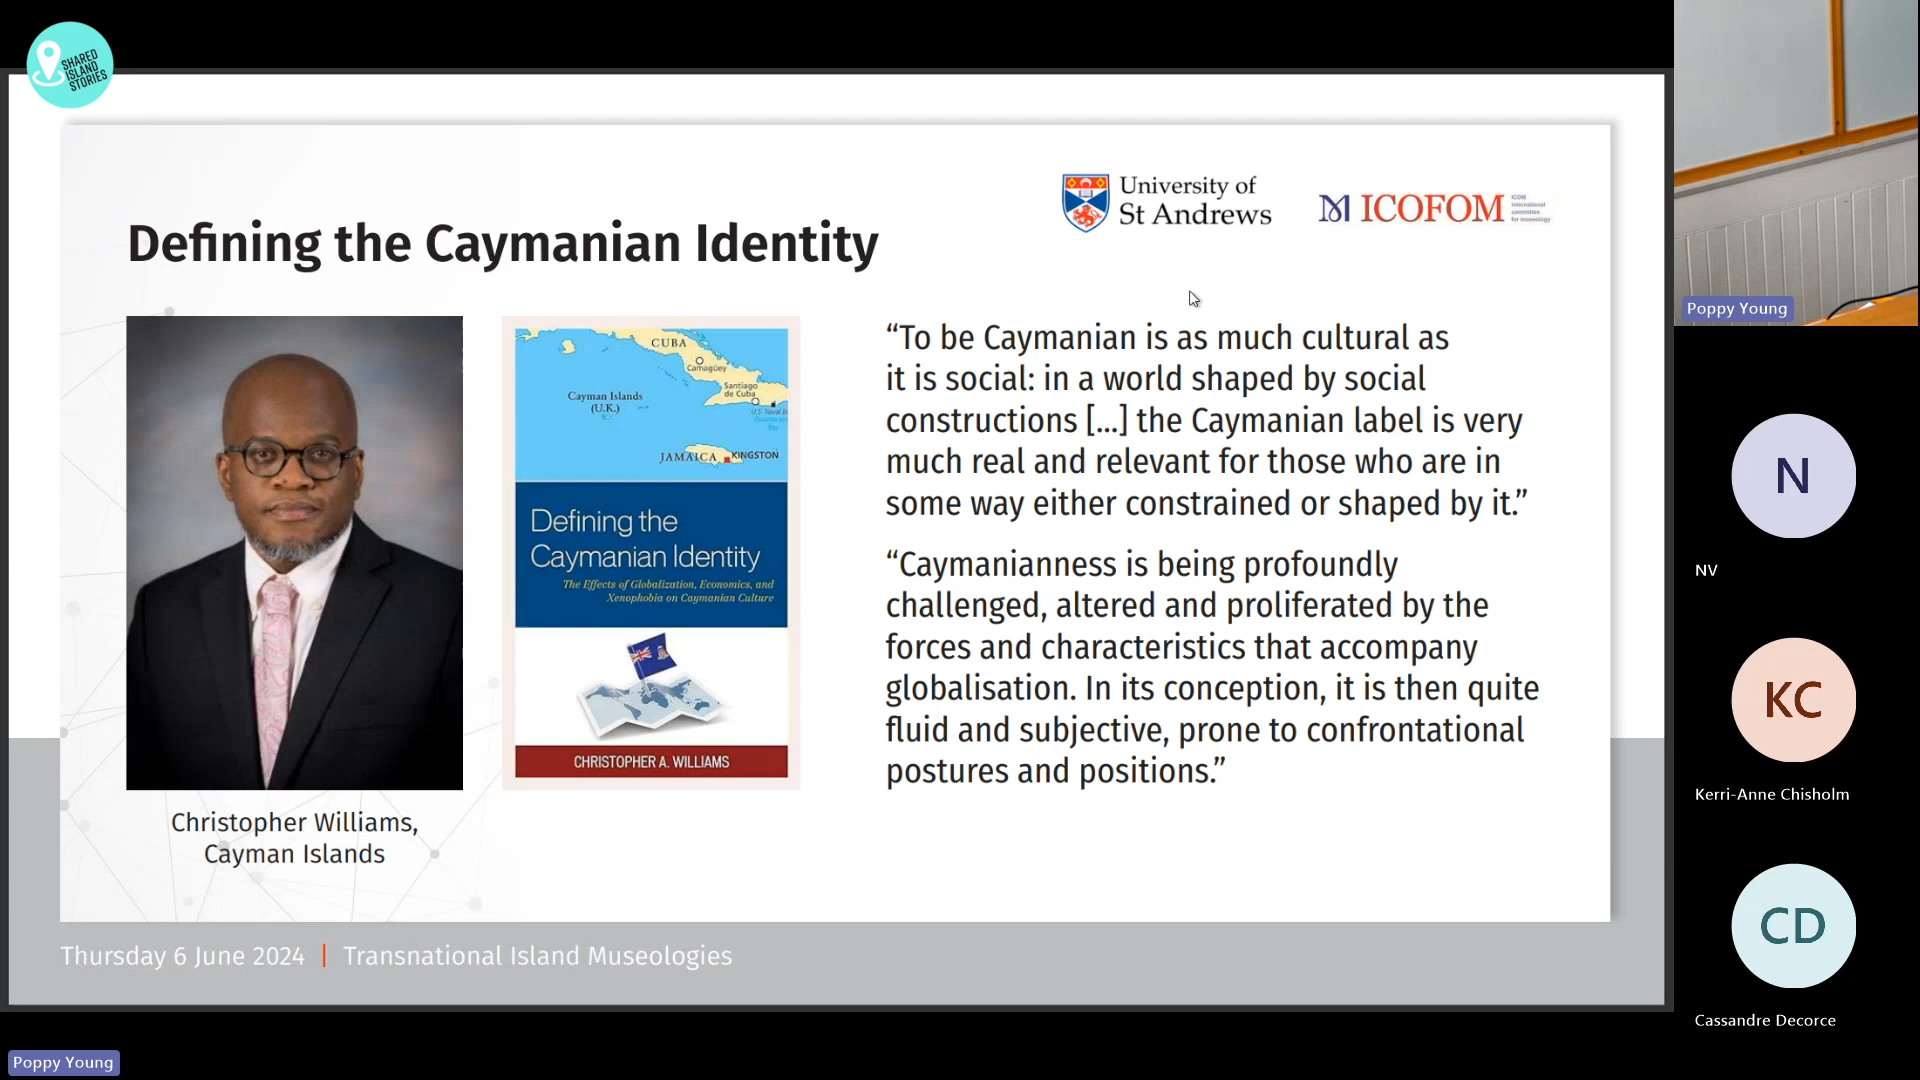 SHARED
ISLAND
STORIES
University of
St Andrews
ICOFOM
ICOM
international
committee
for museology
Defining the Caymanian Identity
CUBA
Camagüey
Santiago
de Cuba
Cayman Islands
(U.K.)
JAMAICA
KINGSTON
Defining the
Caymanian Identity
The Effects of Globalization, Economics, and
Xenophobia on Caymanian Culture
CHRISTOPHER A. WILLIAMS
Christopher Williams,
Cayman Islands
“To be Caymanian is as much cultural as
it is social: in a world shaped by social
constructions [...] the Caymanian label is very
much real and relevant for those who are in
some way either constrained or shaped by it.”
“Caymanianness is being profoundly
challenged, altered and proliferated by the
forces and characteristics that accompany
globalisation. In its conception, it is then quite
fluid and subjective, prone to confrontational
postures and positions.”
Thursday 6 June 2024 | Transnational Island Museologies
Poppy Young
Poppy Young
N
NV
KC
Kerri-Anne Chisholm
CD
Cassandre Decorce